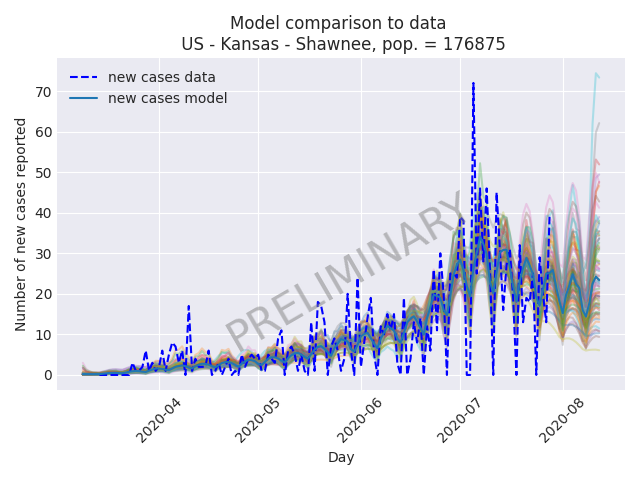 Model comparison to data
US - Kansas - Shawnee, pop. = 176875
new cases data
new cases model
Number of new cases reported
70
60
50
40
30
20
10
0
PRELIMINARY
2020-04
2020-05
2020-06
2020-07
2020-08
Day